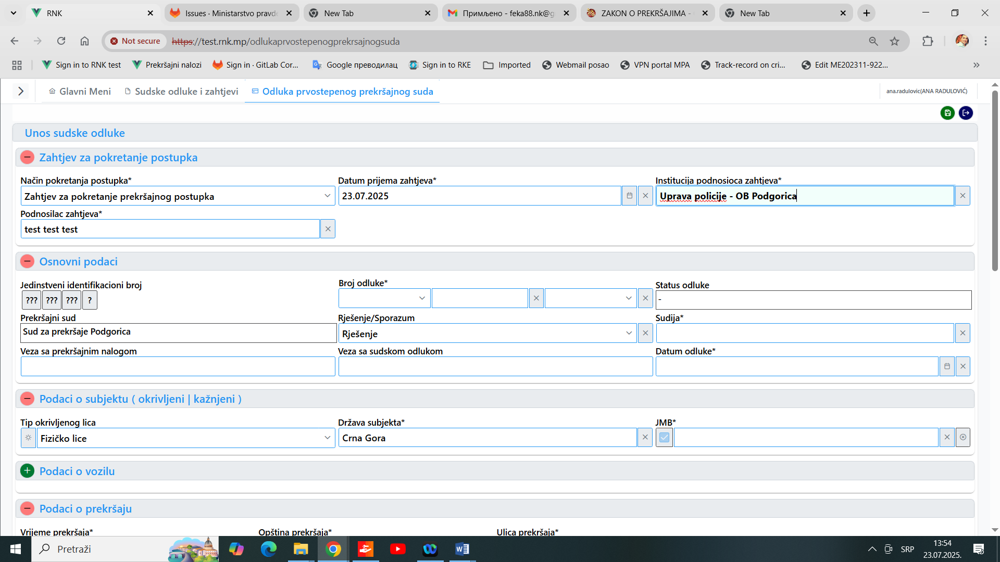 RNK
Issues · Ministarstvo pravde
New Tab
Примљено - feka88.nk@g
ZAKON O PREKRŠAJIMA -
New Tab
Not secure
https://test.rnk.mp/odlukaprvostepenogprekrsajnogsuda
Sign in to RNK test
Prekršajni nalozi
Sign in · GitLab Cor...
Google преводилац
Sign in to RKE
Imported
Webmail posao
VPN portal MPA
Track-record on cri...
Edit ME202311-922...
Glavni Meni
Sudske odluke i zahtjevi
Odluka prvostepenog prekršajnog suda
ana.radulovic(ANA RADULOVIĆ)
Unos sudske odluke
Zahtjev za pokretanje postupka
Način pokretanja postupka*
Datum prijema zahtjeva*
Institucija podnosioca zahtjeva*
Zahtjev za pokretanje prekršajnog postupka
23.07.2025
Uprava policije - OB Podgorica
Podnosilac zahtjeva*
test test test
Osnovni podaci
Jedinstveni identifikacioni broj
Broj odluke*
Status odluke
??? ??? ??? ?
-
Prekršajni sud
Rješenje/Sporazum
Sudija*
Sud za prekršaje Podgorica
Rješenje
Veza sa prekršajnim nalogom
Veza sa sudskom odlukom
Datum odluke*
Podaci o subjektu ( okrivljeni | kažnjeni )
Tip okrivljenog lica
Država subjekta*
JMB*
Fizičko lice
Crna Gora
Podaci o vozilu
Podaci o prekršaju
Vrijeme prekršaja*
Opština prekršaja*
Ulica prekršaja*
Pretraži
SRP
13:54
23.07.2025.